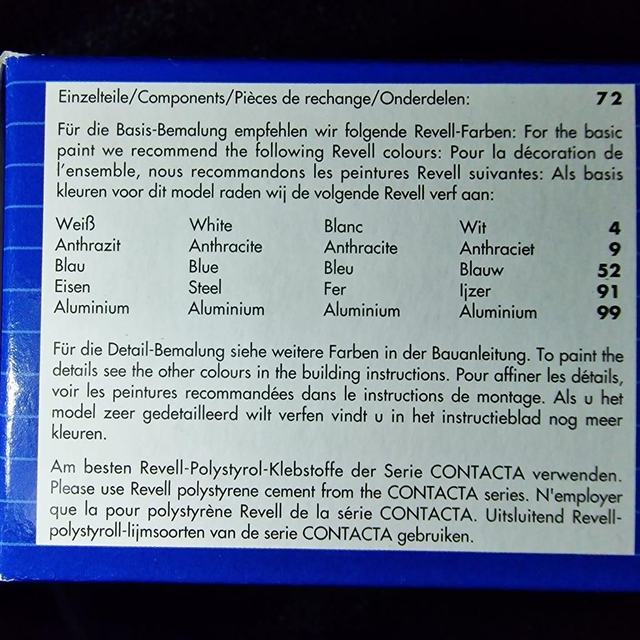 Einzelteile/Components/Pièces de rechange/Onderdelen: 72
Für die Basis-Bemalung empfehlen wir folgende Revell-Farben: For the basic
paint we recommend the following Revell colours: Pour la décoration de
l'ensemble, nous recommandons les peintures Revell suivantes: Als basis
kleuren voor dit model raden wij de volgende Revell verf aan:
Weiß White Blanc Wit 4
Anthrazit Anthracite Anthracite Anthraciet 9
Blau Blue Bleu Blauw 52
Eisen Steel Fer Ijzer 91
Aluminium Aluminium Aluminium Aluminium 99
Für die Detail-Bemalung siehe weitere Farben in der Bauanleitung. To paint the
details see the other colours in the building instructions. Pour affiner les détails,
voir les peintures recommandées dans le instructions de montage. Als u het
model zeer gedetailleerd wilt verfen vindt u in het instructieblad nog meer
kleuren.
Am besten Revell-Polystyrol-Klebstoffe der Serie CONTACTA verwenden.
Please use Revell polystyrene cement from the CONTACTA series. N'employer
que la pour polystyrène Revell de la série CONTACTA. Uitsluitend Revell-
polystyroll-lijmsoorten van de serie CONTACTA gebruiken.